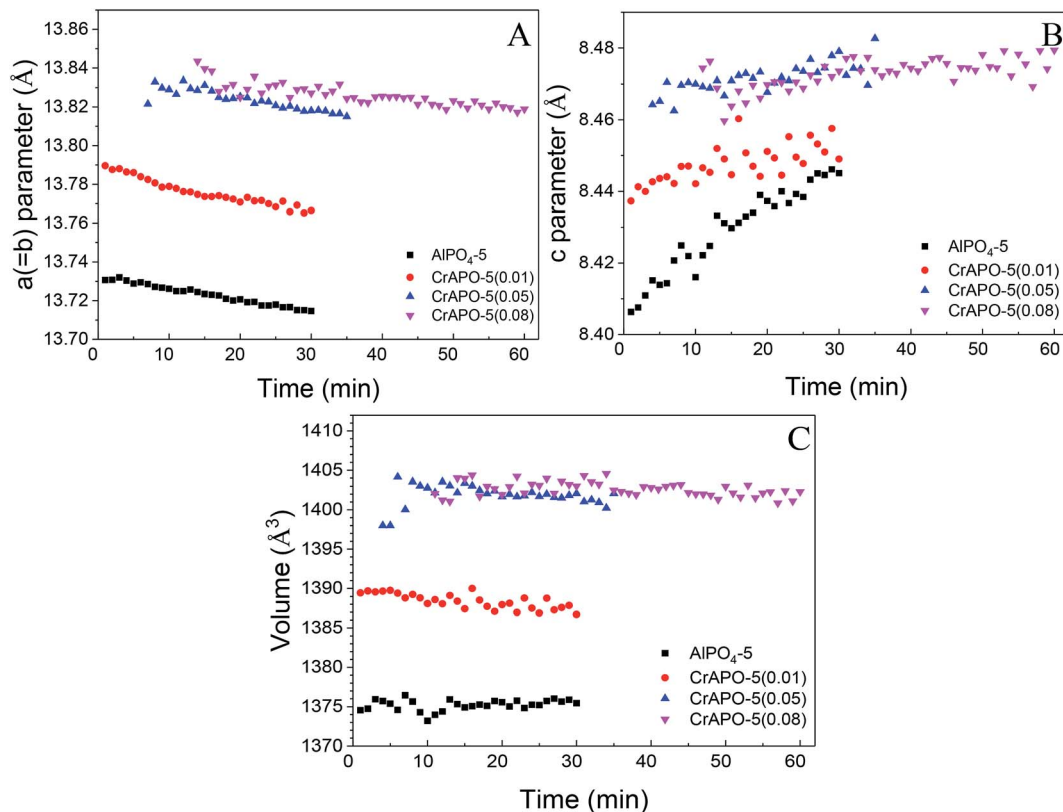 A
a(=b) parameter (Å)
13.86
13.84
13.82
13.80
13.78
13.76
13.74
13.72
13.70
AlPO₄-5
CrAPO-5(0.01)
CrAPO-5(0.05)
CrAPO-5(0.08)
0 10 20 30 40 50 60
Time (min)
B
c parameter (Å)
8.48
8.46
8.44
8.42
8.40
AlPO₄-5
CrAPO-5(0.01)
CrAPO-5(0.05)
CrAPO-5(0.08)
0 10 20 30 40 50 60
Time (min)
C
Volume (Å³)
1410
1405
1400
1395
1390
1385
1380
1375
1370
AlPO₄-5
CrAPO-5(0.01)
CrAPO-5(0.05)
CrAPO-5(0.08)
0 10 20 30 40 50 60
Time (min)